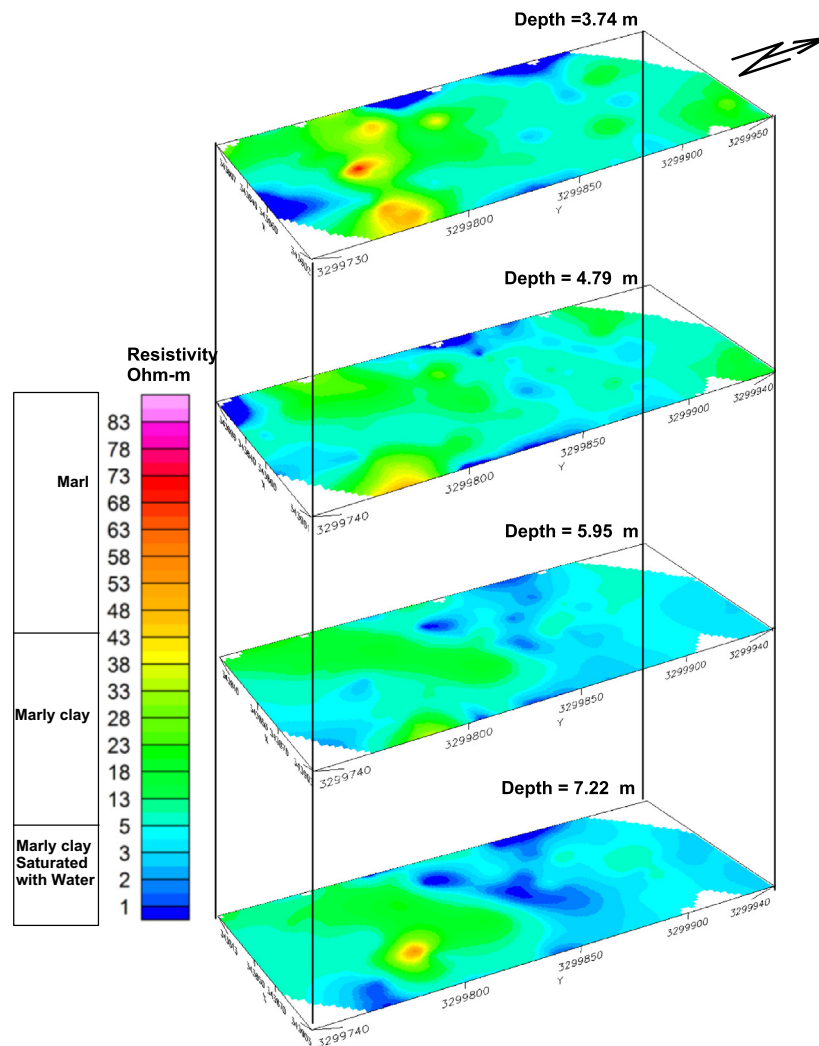 Depth =3.74 m
3299950
3299900
3299850
Y
3299800
3299730
X
Depth = 4.79 m
3299940
3299900
3299850
Y
3299800
3299740
X
Resistivity
Ohm-m
83
78
73
68
63
58
53
48
43
38
33
28
23
18
13
5
3
2
1
Marl
Marly clay
Marly clay
Saturated
with Water
Depth = 5.95 m
3299940
3299900
3299850
Y
3299800
3299740
X
Depth = 7.22 m
3299940
3299900
3299850
Y
3299800
3299740